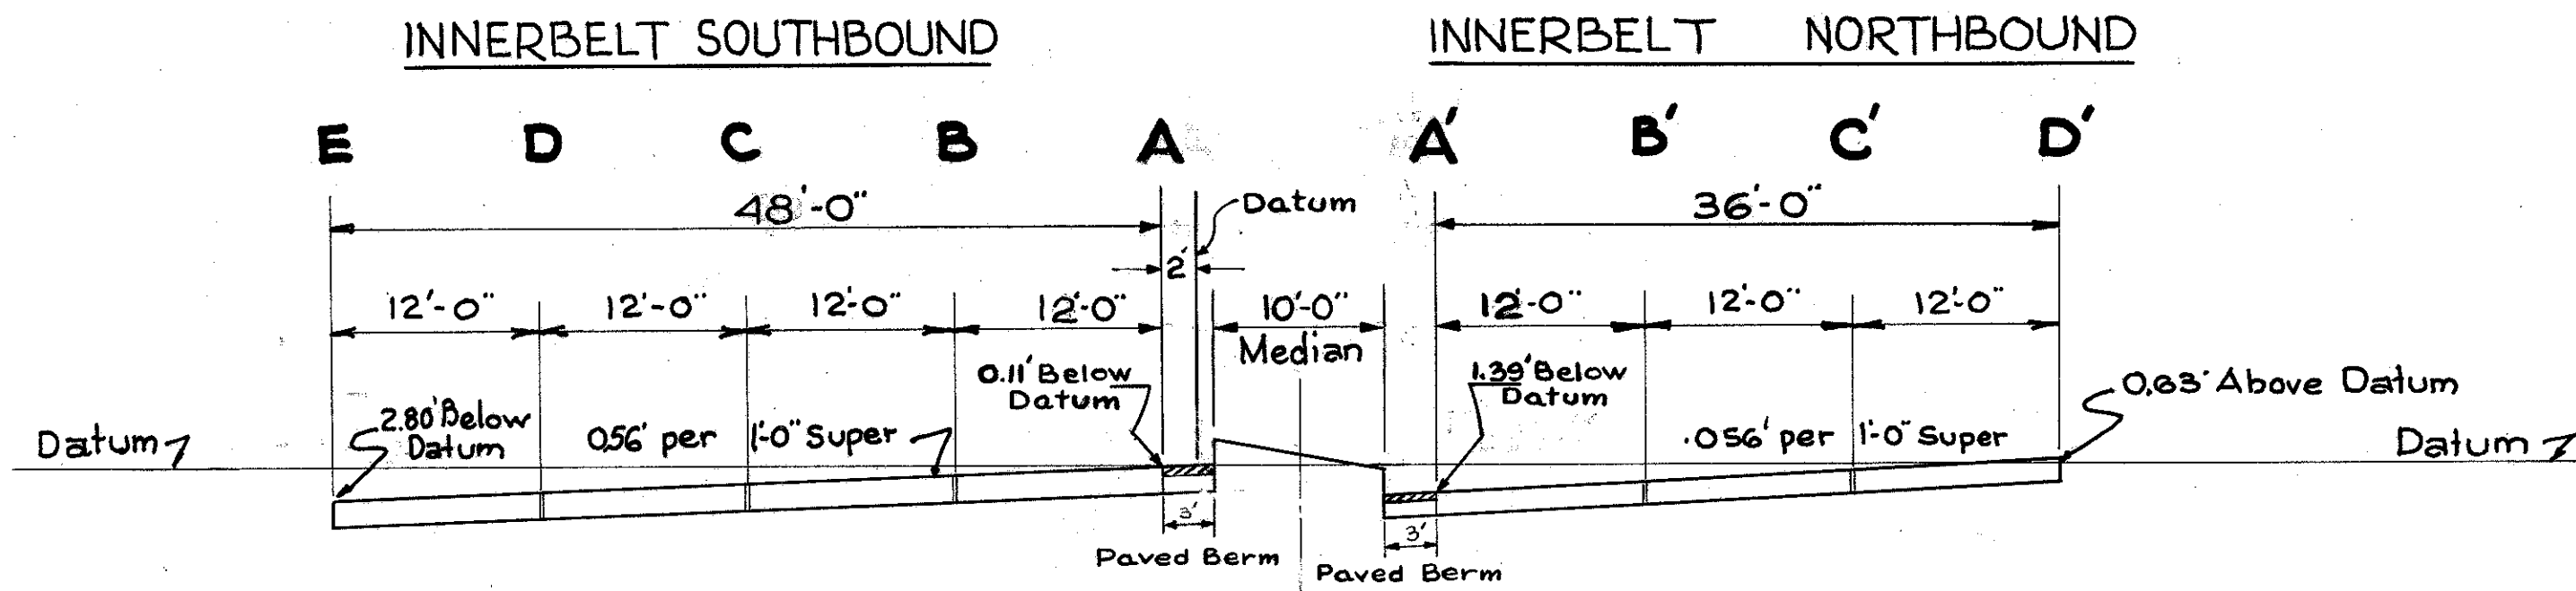 INNERBELT SOUTHBOUND
INNERBELT NORTHBOUND
E D C B A A' B' C' D'
48'-0"
Datum
36'-0"
2'
12'-0" 12'-0" 12'-0" 12'-0" 10'-0" 12'-0" 12'-0" 12'-0"
Median
0.11' Below
Datum
1.39' Below
Datum
0.63' Above Datum
2.80' Below
Datum
Datum
056' per 1'-0" Super
.056' per 1'-0" Super
Datum
3'
3'
Paved Berm
Paved Berm